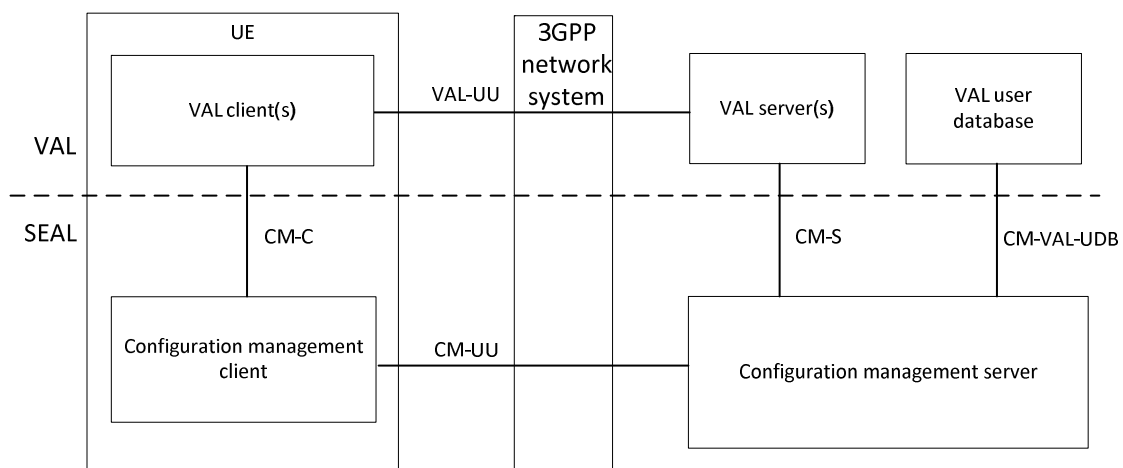 UE
3GPP
network
system
VAL client(s)
VAL-UU
VAL server(s)
VAL user
database
VAL
SEAL
CM-C
CM-S
CM-VAL-UDB
Configuration management
client
CM-UU
Configuration management server